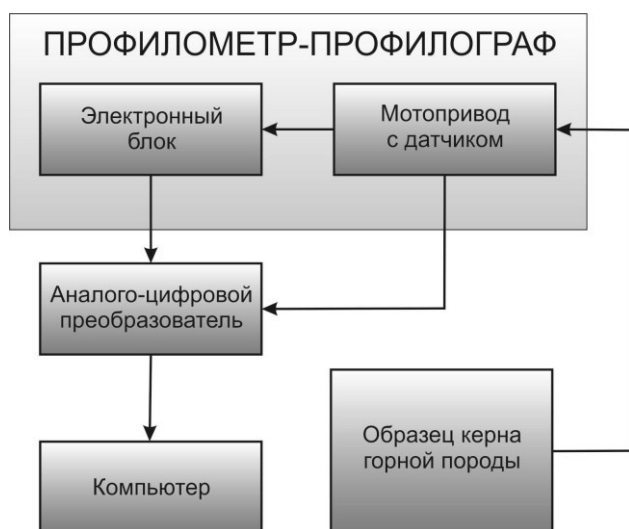 ПРОФИЛОМЕТР-ПРОФИЛОГРАФ
Электронный
блок
Мотопривод
с датчиком
Аналого-цифровой
преобразователь
Образец керна
горной породы
Компьютер